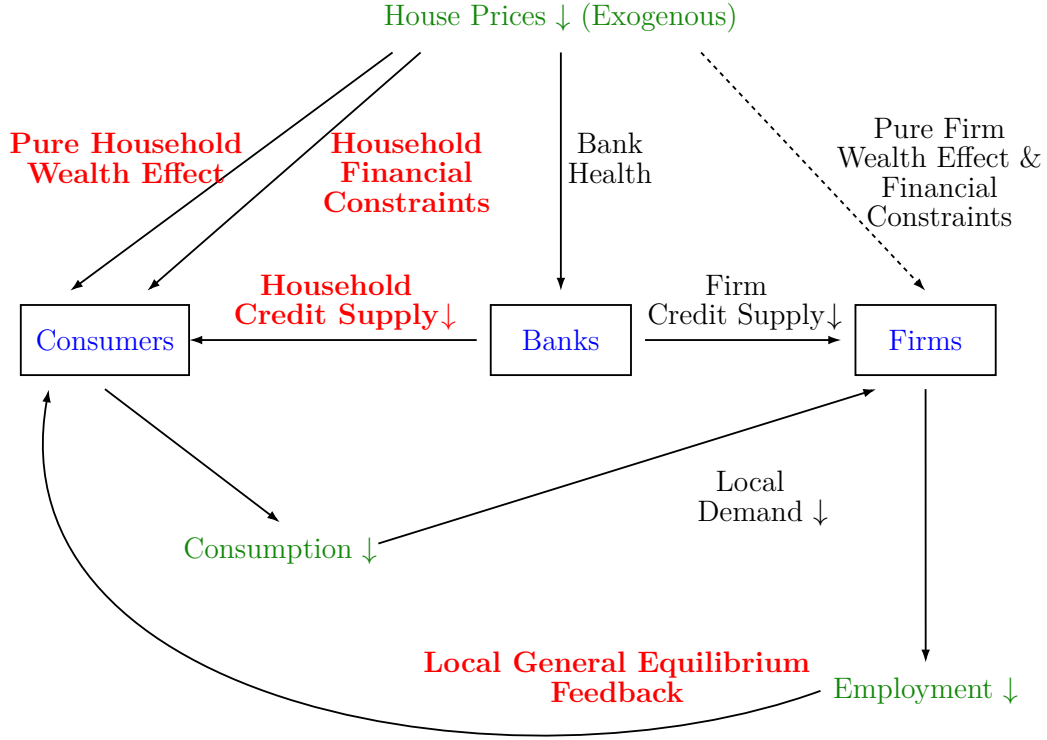 House Prices ↓ (Exogenous)
Pure Household
Wealth Effect
Household
Financial
Constraints
Bank
Health
Pure Firm
Wealth Effect &
Financial
Constraints
Household
Credit Supply↓
Firm
Credit Supply↓
Consumers
Banks
Firms
Local
Demand ↓
Consumption ↓
Local General Equilibrium
Feedback
Employment ↓